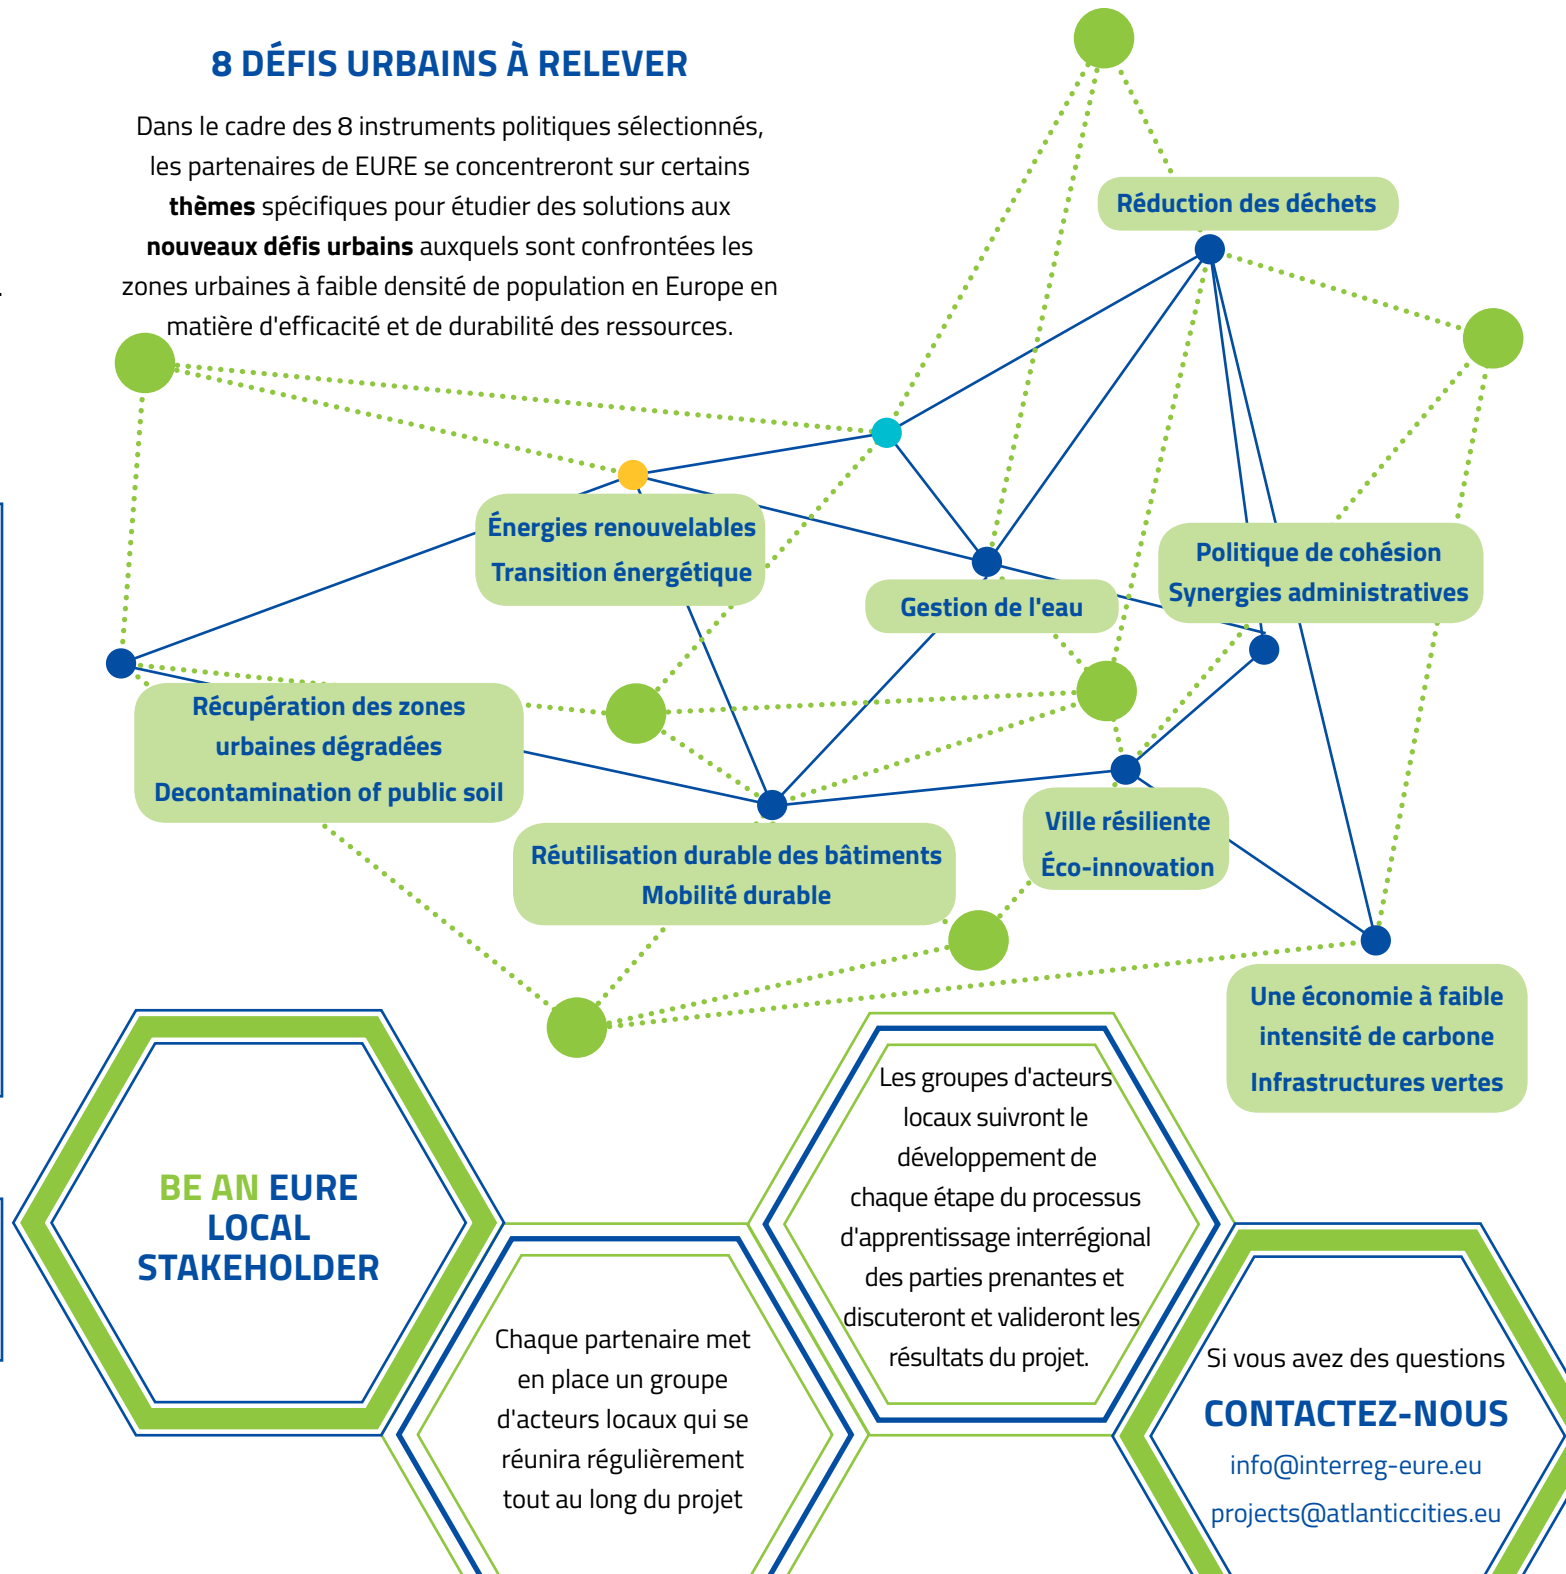 8 DÉFIS URBAINS À RELEVER
Dans le cadre des 8 instruments politiques sélectionnés,
les partenaires de EURE se concentreront sur certains
thèmes spécifiques pour étudier des solutions aux
nouveaux défis urbains auxquels sont confrontées les
zones urbaines à faible densité de population en Europe en
matière d'efficacité et de durabilité des ressources.
Réduction des déchets
Énergies renouvelables
Transition énergétique
Gestion de l'eau
Politique de cohésion
Synergies administratives
Récupération des zones
urbaines dégradées
Decontamination of public soil
Réutilisation durable des bâtiments
Mobilité durable
Ville résiliente
Éco-innovation
Une économie à faible
intensité de carbone
Infrastructures vertes
BE AN EURE
LOCAL
STAKEHOLDER
Chaque partenaire met
en place un groupe
d'acteurs locaux qui se
réunira régulièrement
tout au long du projet
Les groupes d'acteurs
locaux suivront le
développement de
chaque étape du processus
d'apprentissage interrégional
des parties prenantes et
discuteront et valideront les
résultats du projet.
Si vous avez des questions
CONTACTEZ-NOUS
info@interreg-eure.eu
projects@atlanticcities.eu